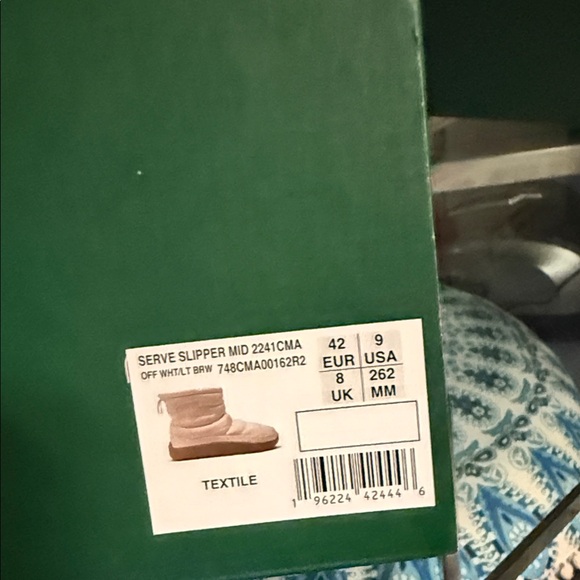 SERVE SLIPPER MID 2241CMA
OFF WHT/LT BRW 748CMA00162R2
42 EUR
9 USA
8 UK
262 MM
TEXTILE
1 96224 42444 6